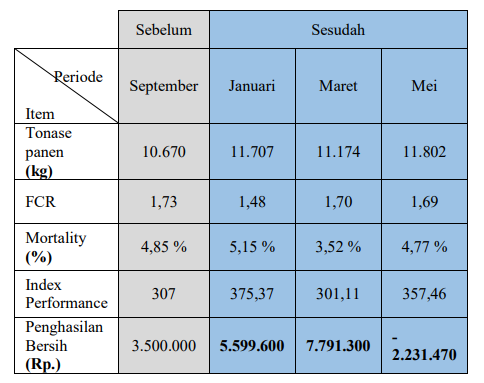 Sebelum Sesudah
Periode
Item
September Januari Maret Mei
Tonase
panen
(kg)
10.670 11.707 11.174 11.802
FCR 1,73 1,48 1,70 1,69
Mortality
(%)
4,85 % 5,15 % 3,52 % 4,77 %
Index
Performance
307 375,37 301,11 357,46
Penghasilan
Bersih
(Rp.)
3.500.000 5.599.600 7.791.300 -
2.231.470